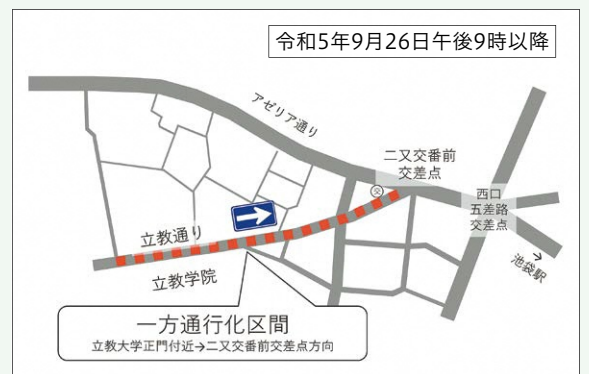 令和5年9月26日午後9時以降
アゼリア通り
二又交番前
交差点
交
西口
五差路
交差点
池袋駅
立教通り
立教学院
一方通行化区間
立教大学正門付近→二又交番前交差点方向